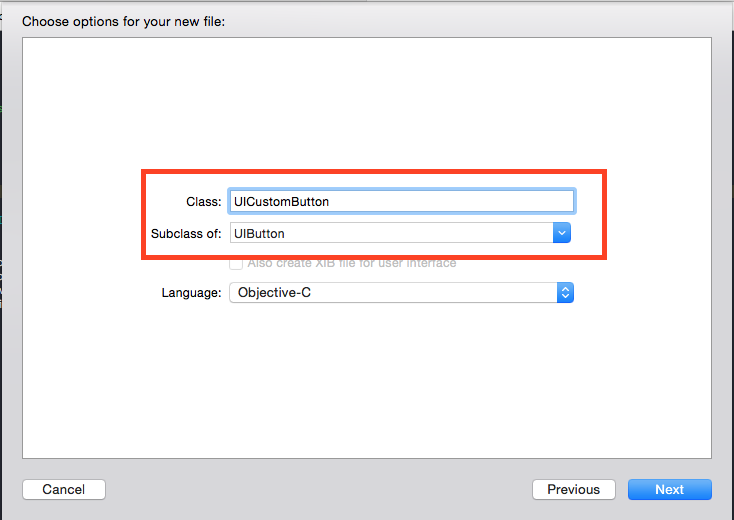 Choose options for your new file:
Class: UICustomButton
Subclass of: UIButton
Also create XIB file for user interface
Language: Objective-C
Cancel Previous Next